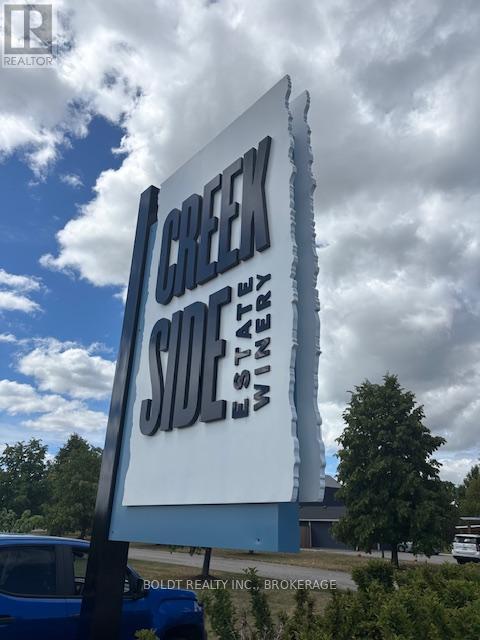 R
REALTOR
CREEK
SIDE
ESTATE
WINERY
BOLDT REALTY INC., BROKERAGE